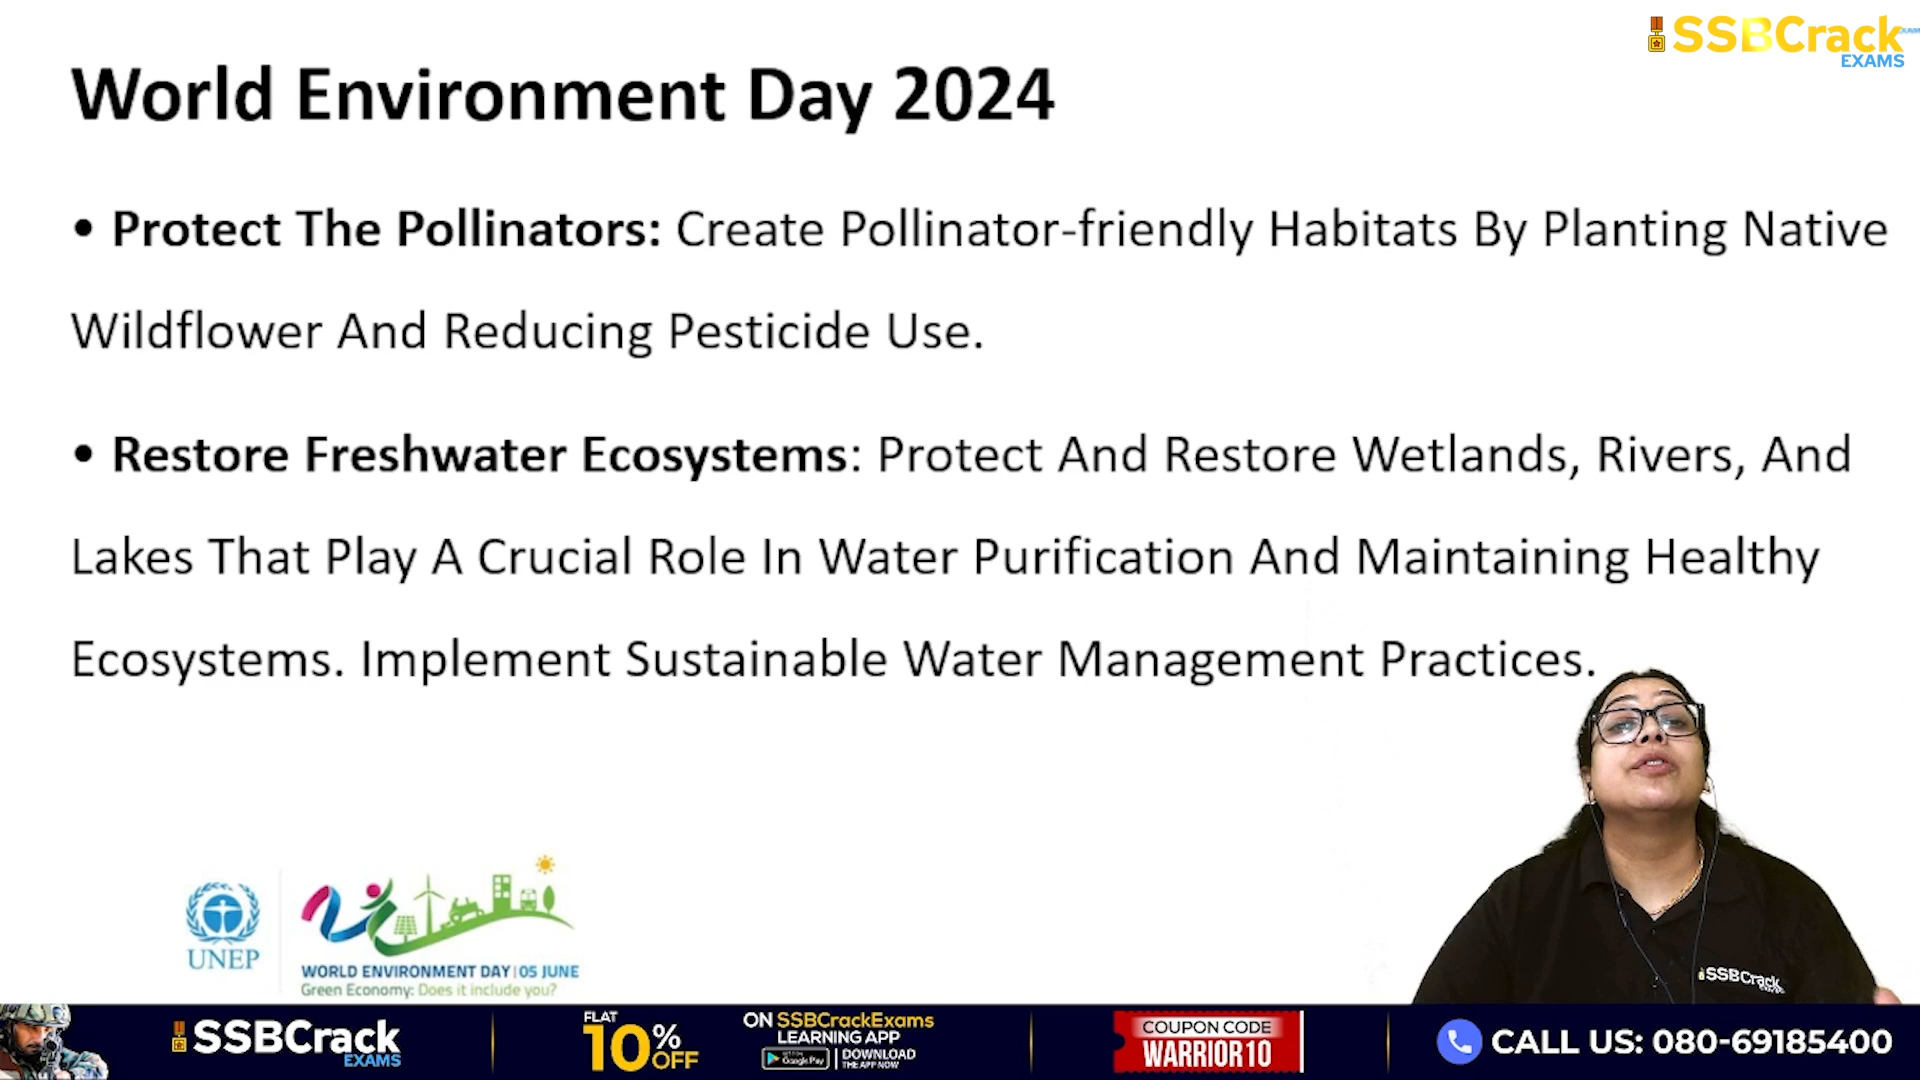 SSBCrack
EXAMS
World Environment Day 2024
• Protect The Pollinators: Create Pollinator-friendly Habitats By Planting Native
Wildflower And Reducing Pesticide Use.
• Restore Freshwater Ecosystems: Protect And Restore Wetlands, Rivers, And
Lakes That Play A Crucial Role In Water Purification And Maintaining Healthy
Ecosystems. Implement Sustainable Water Management Practices.
UNEP
WORLD ENVIRONMENT DAY | 05 JUNE
Green Economy: Does it include you?
SSBCrack
SSBCrack
EXAMS
FLAT
10% OFF
ON SSBCrackExams
LEARNING APP
Google Play
DOWNLOAD
THE APP NOW
COUPON CODE
WARRIOR10
CALL US: 080-69185400